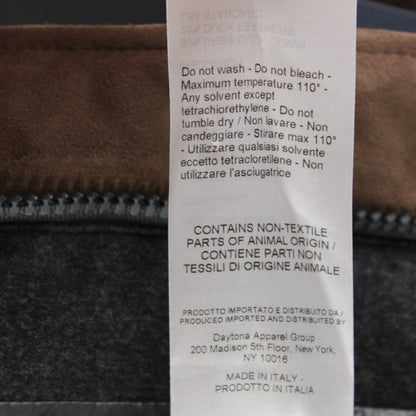 Do not wash - Do not bleach -
Maximum temperature 110° -
Any solvent except
tetrachiorethylene - Do not
tumble dry / Non lavare - Non
candeggiare - Stirare max 110°
- Utilizzare qualsiasi solvente
eccetto tetracloretilene - Non
utilizzare l'asciugatrice
CONTAINS NON-TEXTILE
PARTS OF ANIMAL ORIGIN /
CONTIENE PARTI NON
TESSILI DI ORIGINE ANIMALE
PRODOTTO IMPORTATO E DISTRIBUITO DA /
PRODUCED IMPORTED AND DISTRIBUITED BY
Daytona Apparel Group
200 Madison 5th Floor, New York,
NY 10016
MADE IN ITALY -
PRODOTTO IN ITALIA